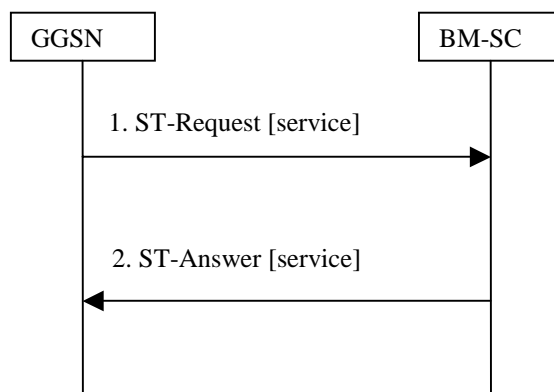 GGSN
BM-SC
1. ST-Request [service]
2. ST-Answer [service]